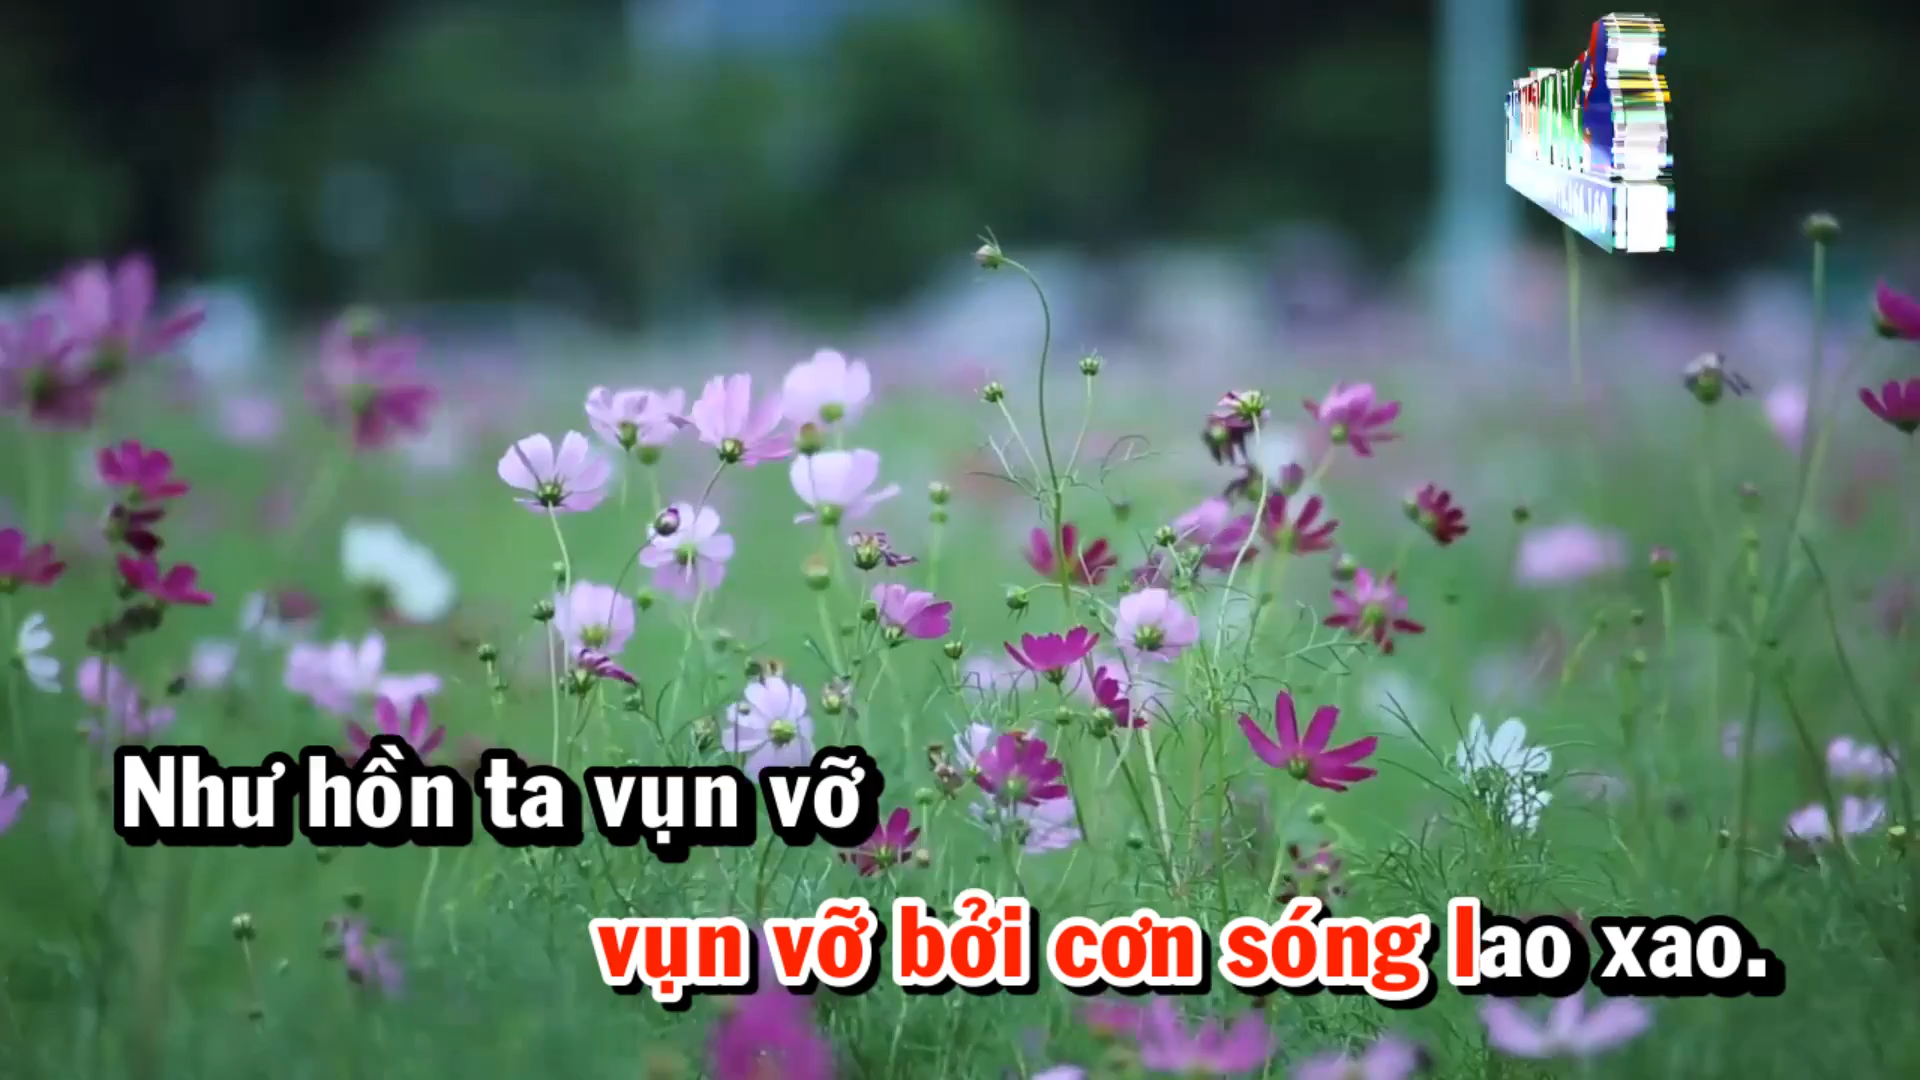 Như hồn ta vụn vỡ
vụn vỡ bởi cơn sóng lao xao.